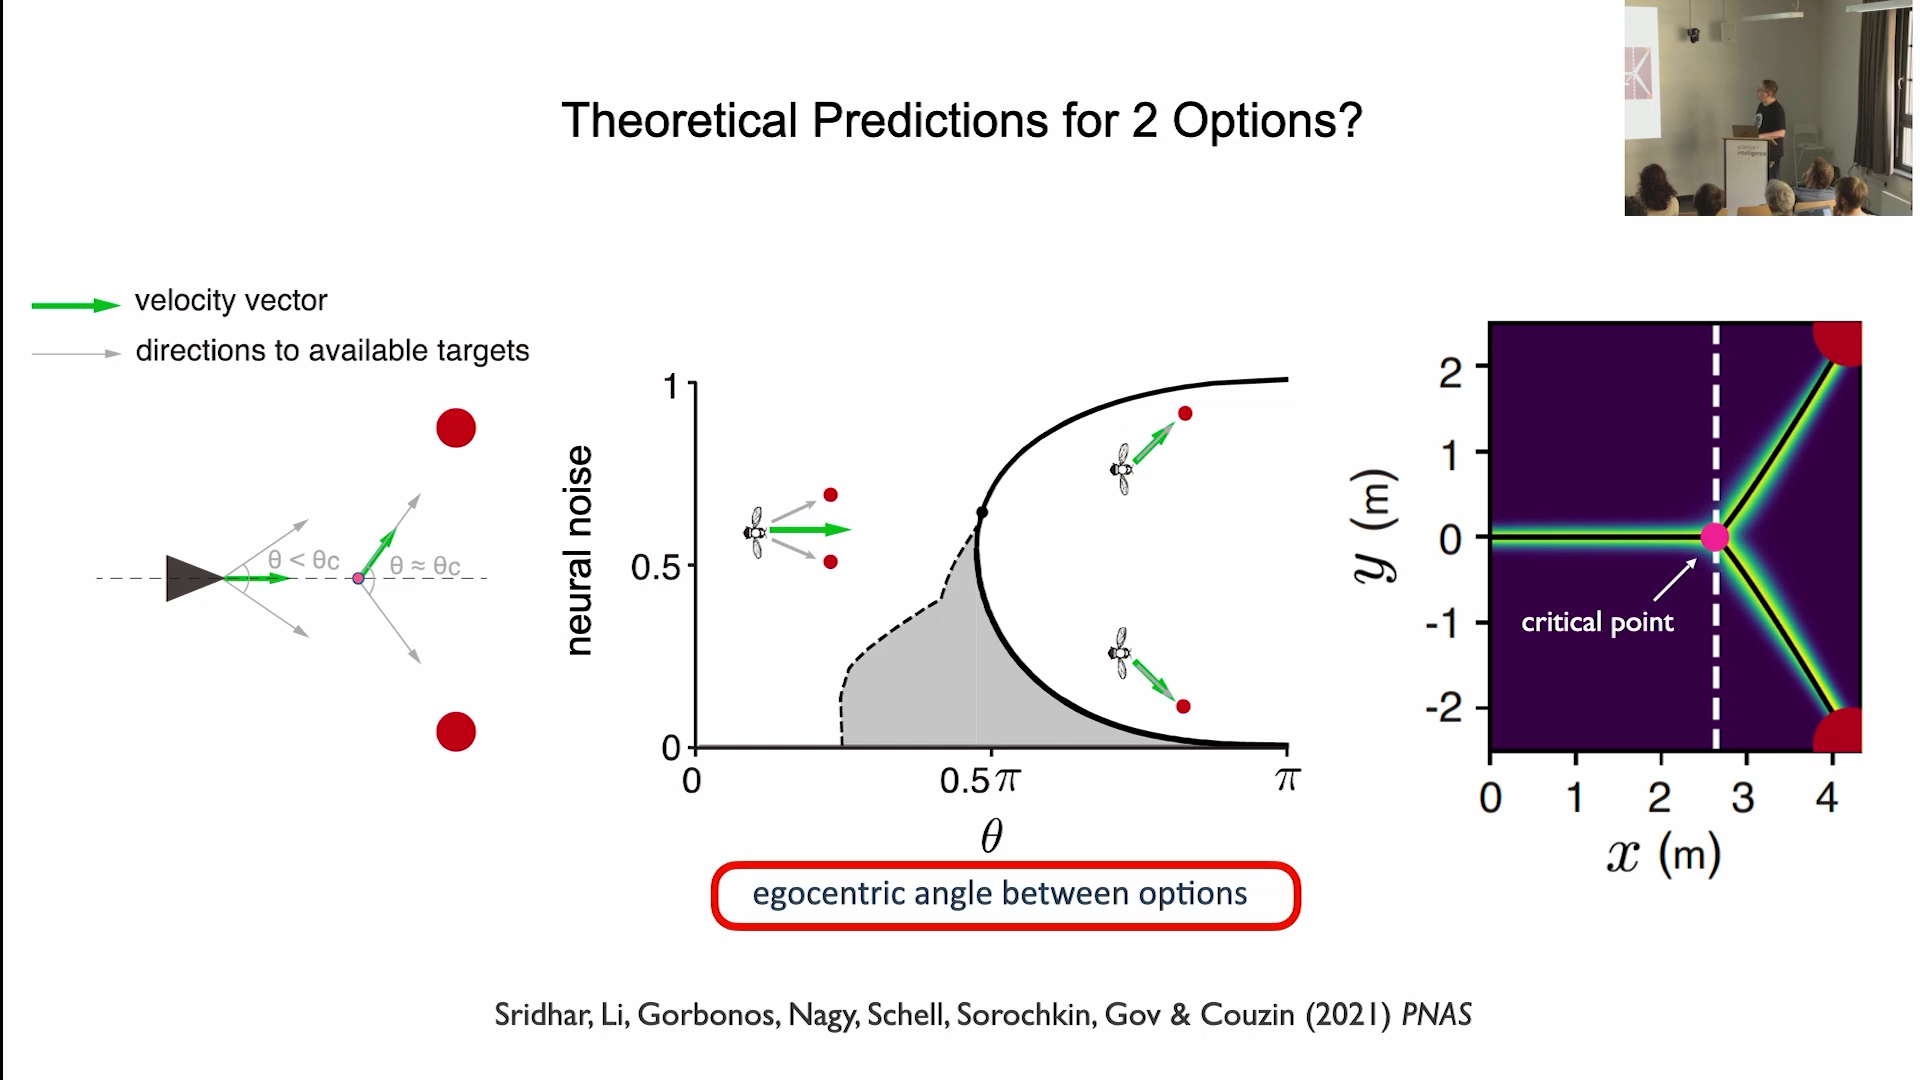 Theoretical Predictions for 2 Options?
velocity vector
directions to available targets
θ < θc
θ ≈ θc
neural noise
1
0.5
0
0
0.5π
π
θ
egocentric angle between options
y (m)
2
1
0
-1
-2
critical point
0
1
2
3
4
x (m)
Sridhar, Li, Gorbonos, Nagy, Schell, Sorochkin, Gov & Couzin (2021) PNAS